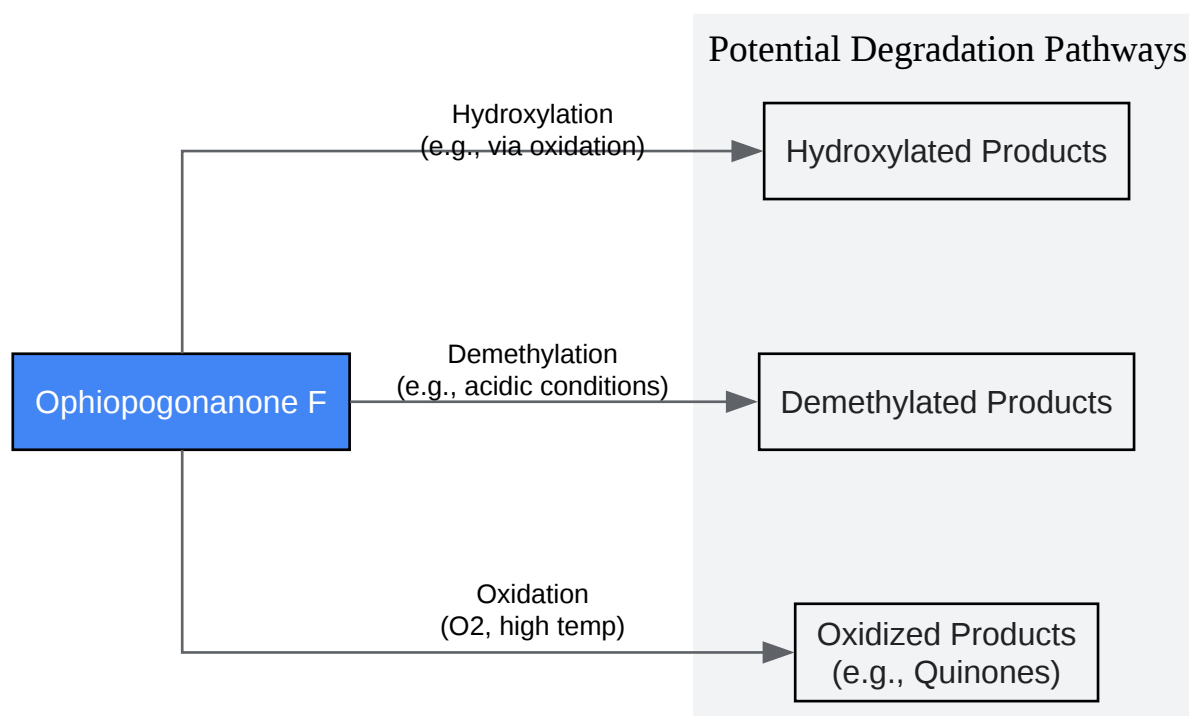 Potential Degradation Pathways
Hydroxylation
(e.g., via oxidation)
Hydroxylated Products
Ophiopogonanone F
Demethylation
(e.g., acidic conditions)
Demethylated Products
Oxidation
(O2, high temp)
Oxidized Products
(e.g., Quinones)